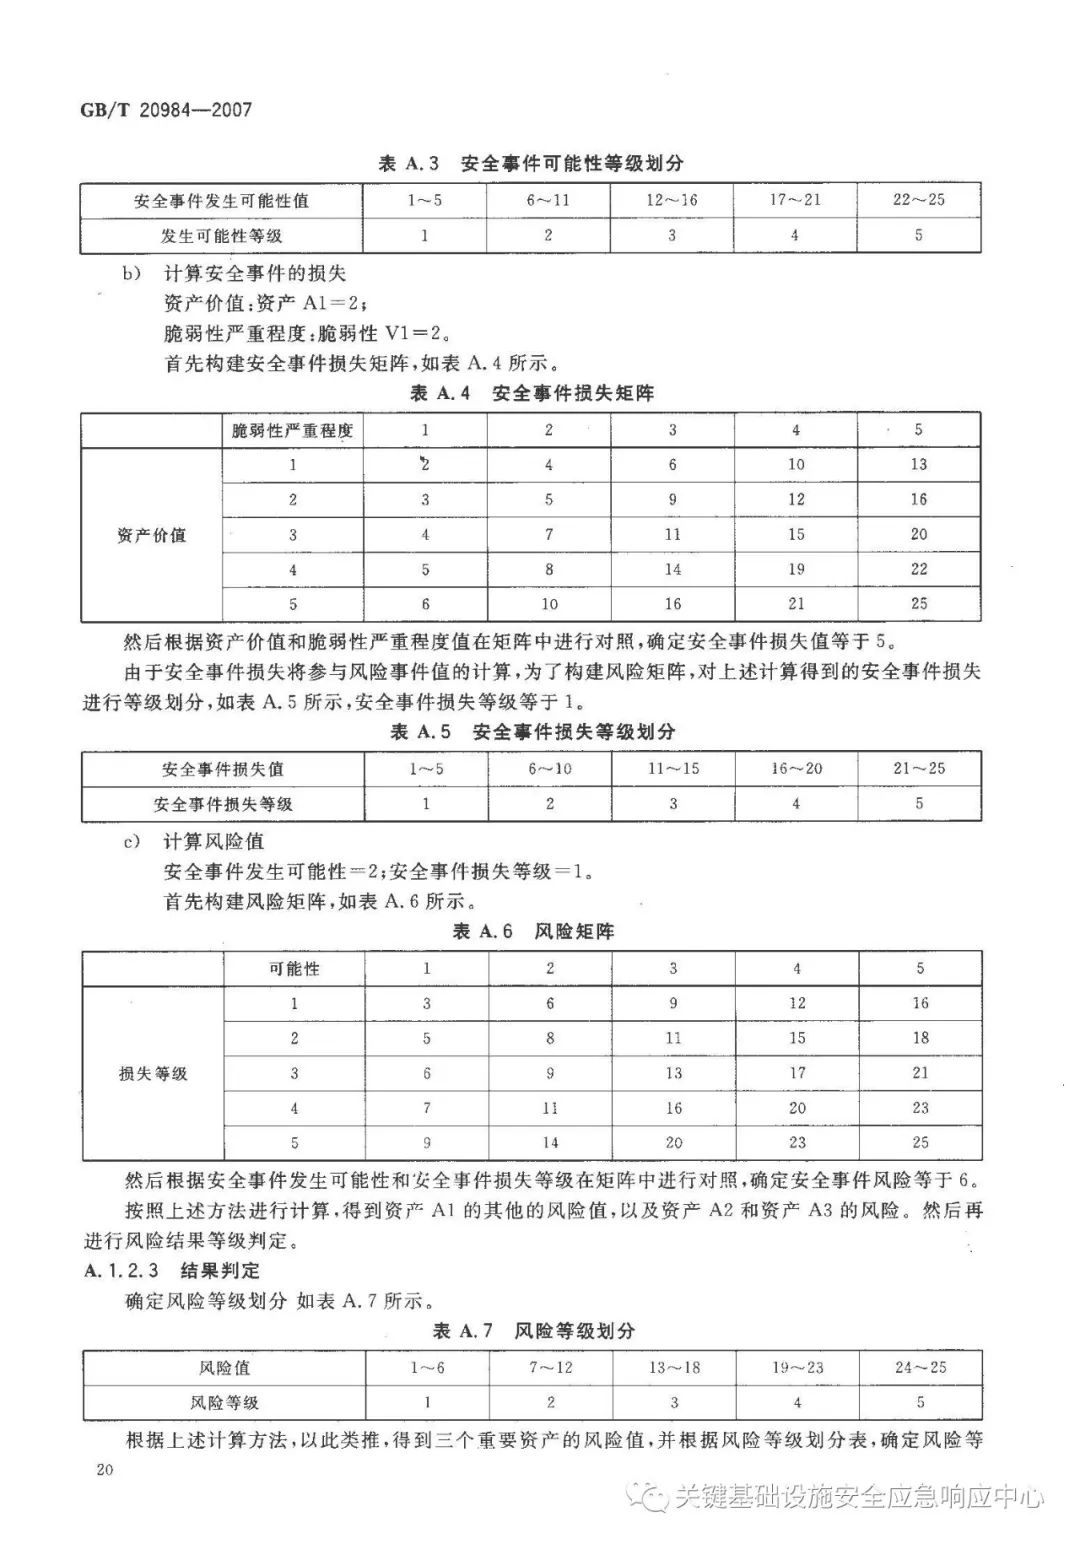 GB/T 20984—2007
表 A.3 安全事件可能性等级划分
安全事件发生可能性值 1～5 6～11 12～16 17～21 22～25
发生可能性等级 1 2 3 4 5
b) 计算安全事件的损失
资产价值:资产 A1=2;
脆弱性严重程度:脆弱性 V1=2。
首先构建安全事件损失矩阵,如表 A.4 所示。
表 A.4 安全事件损失矩阵
脆弱性严重程度 1 2 3 4 5
1 2 4 6 10 13
2 3 5 9 12 16
资产价值 3 4 7 11 15 20
4 5 8 14 19 22
5 6 10 16 21 25
然后根据资产价值和脆弱性严重程度值在矩阵中进行对照,确定安全事件损失值等于 5。
由于安全事件损失将参与风险事件值的计算,为了构建风险矩阵,对上述计算得到的安全事件损失
进行等级划分,如表 A.5 所示,安全事件损失等级等于 1。
表 A.5 安全事件损失等级划分
安全事件损失值 1～5 6～10 11～15 16～20 21～25
安全事件损失等级 1 2 3 4 5
c) 计算风险值
安全事件发生可能性=2;安全事件损失等级=1。
首先构建风险矩阵,如表 A.6 所示。
表 A.6 风险矩阵
可能性 1 2 3 4 5
1 3 6 9 12 16
2 5 8 11 15 18
损失等级 3 6 9 13 17 21
4 7 11 16 20 23
5 9 14 20 23 25
然后根据安全事件发生可能性和安全事件损失等级在矩阵中进行对照,确定安全事件风险等于 6。
按照上述方法进行计算,得到资产 A1 的其他的风险值,以及资产 A2 和资产 A3 的风险。然后再
进行风险结果等级判定。
A.1.2.3 结果判定
确定风险等级划分 如表 A.7 所示。
表 A.7 风险等级划分
风险值 1～6 7～12 13～18 19～23 24～25
风险等级 1 2 3 4 5
根据上述计算方法,以此类推,得到三个重要资产的风险值,并根据风险等级划分表,确定风险等
20
关键基础设施安全应急响应中心